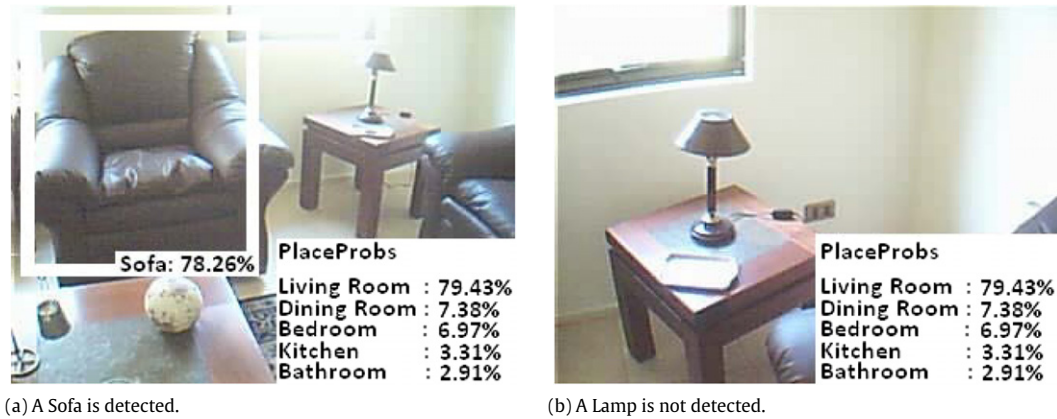 Sofa: 78.26%
PlaceProbs
Living Room : 79.43%
Dining Room : 7.38%
Bedroom : 6.97%
Kitchen : 3.31%
Bathroom : 2.91%
(a) A Sofa is detected.
PlaceProbs
Living Room : 79.43%
Dining Room : 7.38%
Bedroom : 6.97%
Kitchen : 3.31%
Bathroom : 2.91%
(b) A Lamp is not detected.